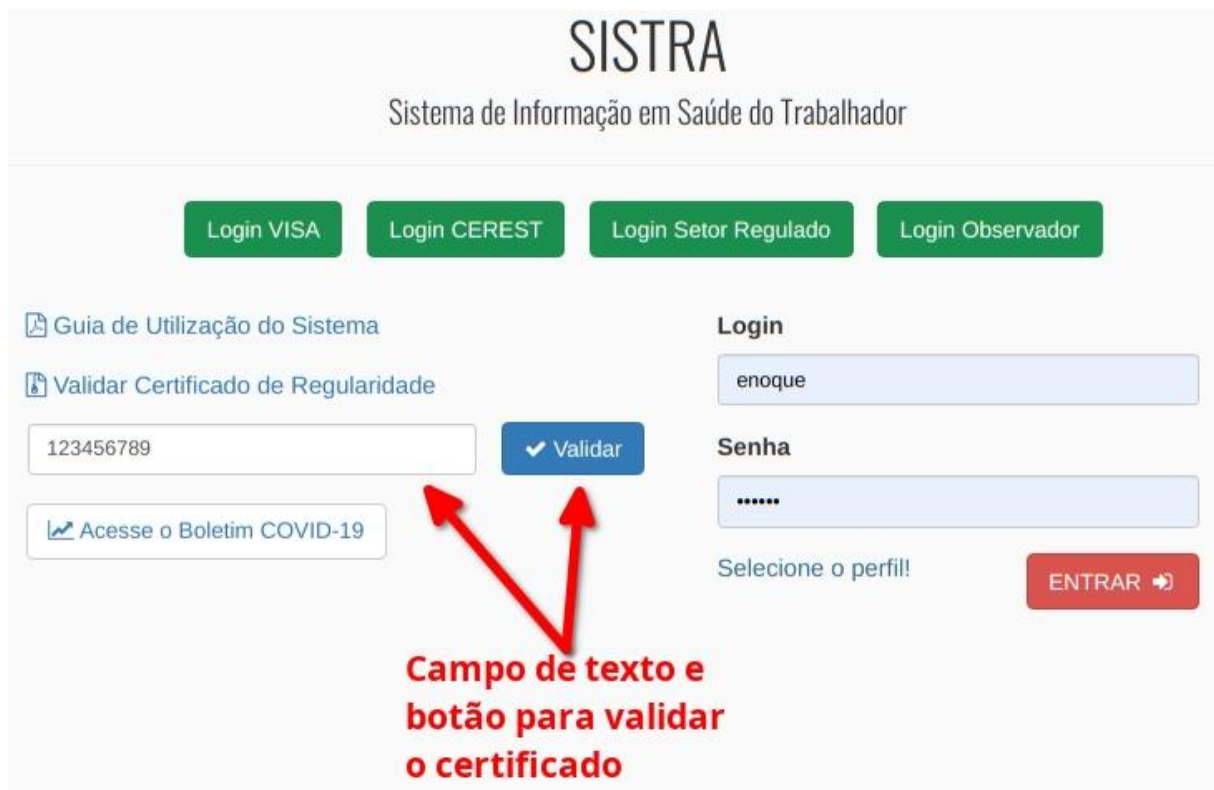 SISTRA
Sistema de Informação em Saúde do Trabalhador
Login VISA
Login CEREST
Login Setor Regulado
Login Observador
Guia de Utilização do Sistema
Validar Certificado de Regularidade
123456789
Validar
Acesse o Boletim COVID-19
Login
enoque
Senha
••••••
Selecione o perfil!
ENTRAR
Campo de texto e
botão para validar
o certificado